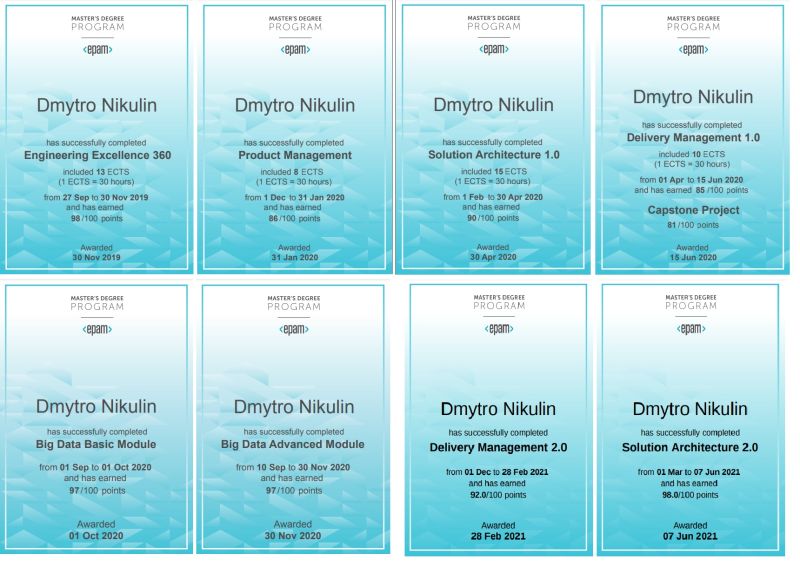 MASTER'S DEGREE
PROGRAM
<epam>
Dmytro Nikulin
has successfully completed
Engineering Excellence 360
included 13 ECTS
(1 ECTS = 30 hours)
from 27 Sep to 30 Nov 2019
and has earned
98/100 points
Awarded
30 Nov 2019
MASTER'S DEGREE
PROGRAM
<epam>
Dmytro Nikulin
has successfully completed
Product Management
included 8 ECTS
(1 ECTS = 30 hours)
from 1 Dec to 31 Jan 2020
and has earned
86/100 points
Awarded
31 Jan 2020
MASTER'S DEGREE
PROGRAM
<epam>
Dmytro Nikulin
has successfully completed
Solution Architecture 1.0
included 15 ECTS
(1 ECTS = 30 hours)
from 1 Feb to 30 Apr 2020
and has earned
90/100 points
Awarded
30 Apr 2020
MASTER'S DEGREE
PROGRAM
<epam>
Dmytro Nikulin
has successfully completed
Delivery Management 1.0
included 10 ECTS
(1 ECTS = 30 hours)
from 01 Apr to 15 Jun 2020
and has earned 85/100 points
Capstone Project
81/100 points
Awarded
15 Jun 2020
MASTER'S DEGREE
PROGRAM
<epam>
Dmytro Nikulin
has successfully completed
Big Data Basic Module
from 01 Sep to 01 Oct 2020
and has earned
97/100 points
Awarded
01 Oct 2020
MASTER'S DEGREE
PROGRAM
<epam>
Dmytro Nikulin
has successfully completed
Big Data Advanced Module
from 10 Sep to 30 Nov 2020
and has earned
97/100 points
Awarded
30 Nov 2020
MASTER'S DEGREE
PROGRAM
<epam>
Dmytro Nikulin
has successfully completed
Delivery Management 2.0
from 01 Dec to 28 Feb 2021
and has earned
92.0/100 points
Awarded
28 Feb 2021
MASTER'S DEGREE
PROGRAM
<epam>
Dmytro Nikulin
has successfully completed
Solution Architecture 2.0
from 01 Mar to 07 Jun 2021
and has earned
98.0/100 points
Awarded
07 Jun 2021